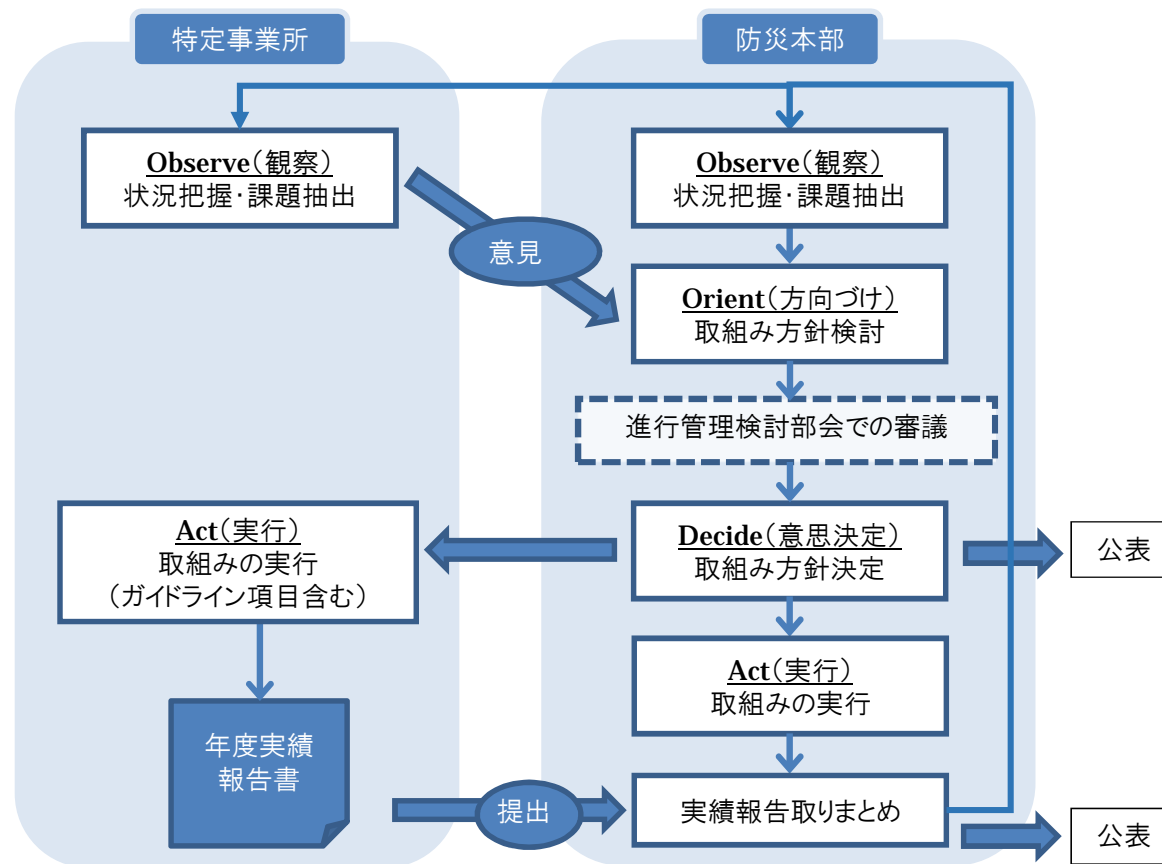 特定事業所
防災本部
Observe(観察)
状況把握・課題抽出
Observe(観察)
状況把握・課題抽出
意見
Orient(方向づけ)
取組み方針検討
進行管理検討部会での審議
Act(実行)
取組みの実行
(ガイドライン項目含む)
Decide(意思決定)
取組み方針決定
公表
Act(実行)
取組みの実行
年度実績
報告書
提出
実績報告取りまとめ
公表